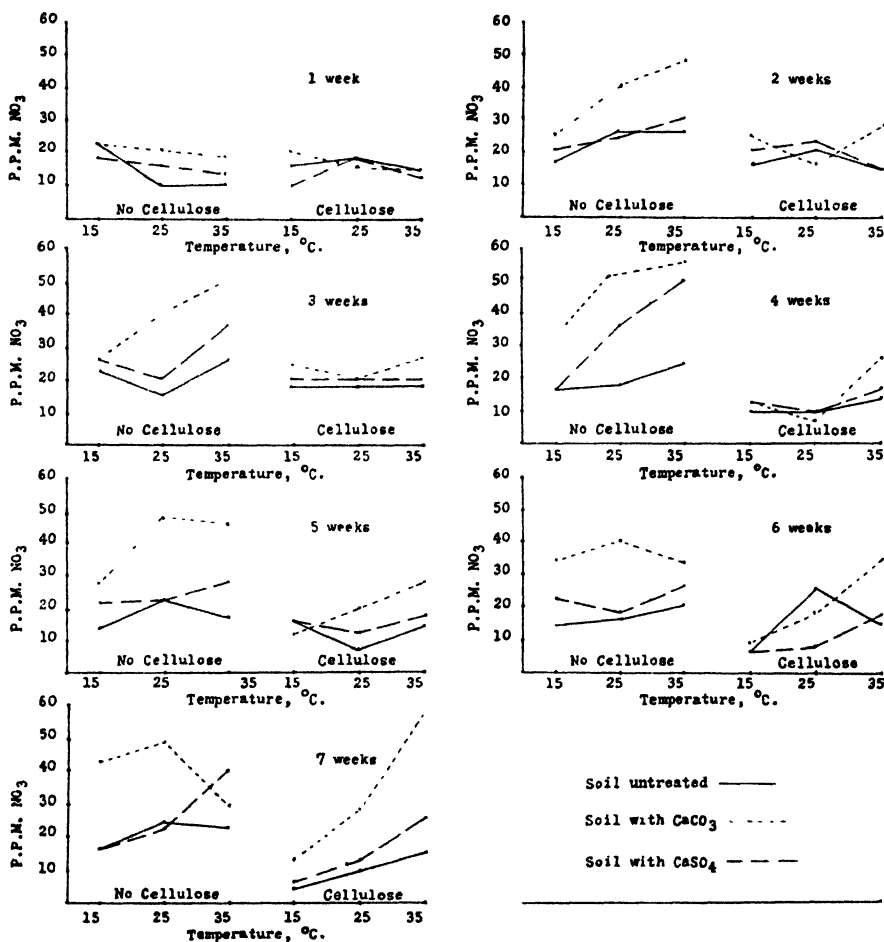 60
50
40
30
20
10
P.P.M. NO3
1 week
No Cellulose
Cellulose
15
25
35
15
25
35
Temperature, °C.
60
50
40
30
20
10
P.P.M. NO3
2 weeks
No Cellulose
Cellulose
15
25
35
15
25
35
Temperature, °C.
60
50
40
30
20
10
P.P.M. NO3
3 weeks
No Cellulose
Cellulose
15
25
35
15
25
35
Temperature, °C.
60
50
40
30
20
10
P.P.M. NO3
4 weeks
No Cellulose
Cellulose
15
25
35
15
25
35
Temperature, °C.
60
50
40
30
20
10
P.P.M. NO3
5 weeks
No Cellulose
Cellulose
15
25
35
15
25
35
Temperature, °C.
60
50
40
30
20
10
P.P.M. NO3
6 weeks
No Cellulose
Cellulose
15
25
35
15
25
35
Temperature, °C.
60
50
40
30
20
10
P.P.M. NO3
7 weeks
No Cellulose
Cellulose
15
25
35
15
25
35
Temperature, °C.
Soil untreated
Soil with CaCO3
Soil with CaSO4